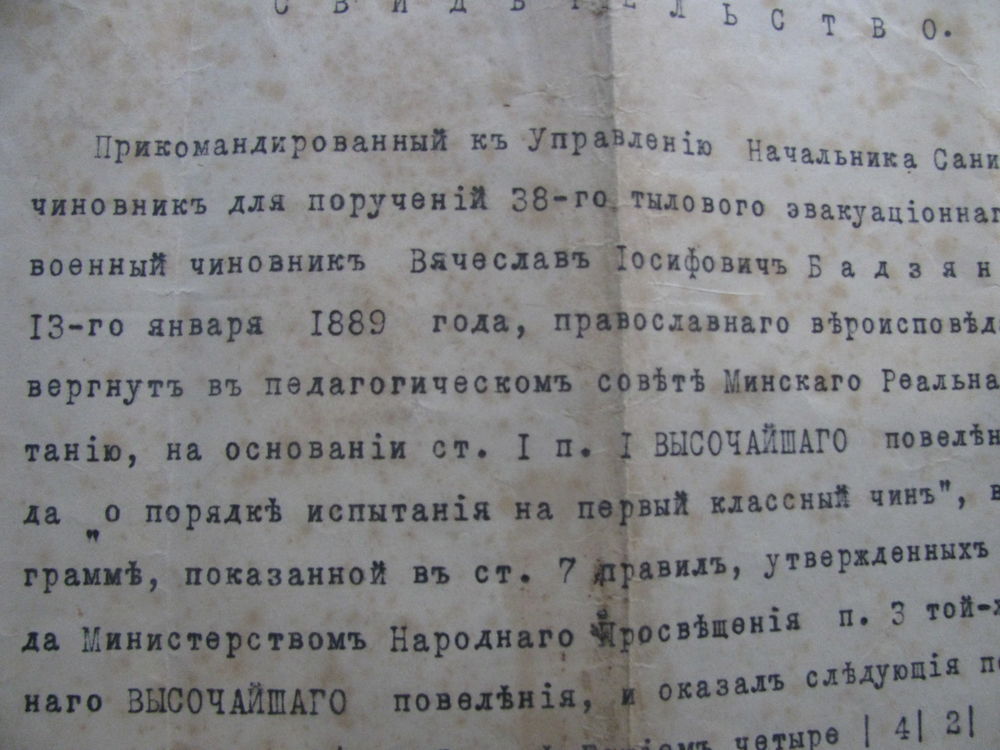 С В И Д Ѣ Т Е Л Ь С Т В О.
Прикомандированный къ Управленію Начальника Сани
чиновникъ для порученій 38-го тылового эвакуаціоннаг
военный чиновникъ Вячеславъ Іосифовичъ Б а д з я н
13-го января 1889 года, православнаго вѣроисповѣд
вергнутъ въ педагогическомъ совѣтѣ Минскаго Реальна
танію, на основаніи ст. I п. I ВЫСОЧАЙШАГО повелѣн
да „о порядкѣ испытанія на первый классный чинъ", в
граммѣ, показанной въ ст. 7 правилъ, утвержденныхъ
да Министерствомъ Народнаго Просвѣщенія п. 3 той-ж
наго ВЫСОЧАЙШАГО повелѣнія, и оказалъ слѣдующія по
четыре | 4| 2|